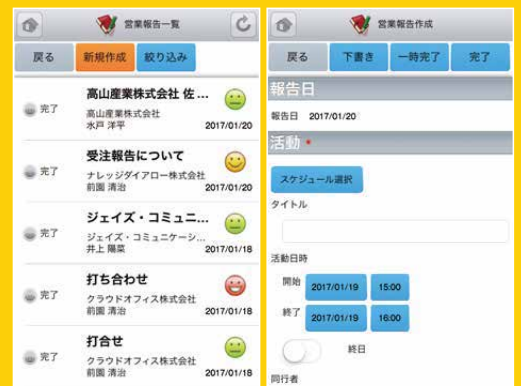 営業報告一覧
戻る 新規作成 絞り込み
高山産業株式会社 佐...
完了
高山産業株式会社
水戸 洋平 2017/01/20
受注報告について
完了
ナレッジダイアロー株式会社
前園 清治 2017/01/20
ジェイズ・コミュニ...
完了
ジェイズ・コミュニケーシ...
井上 陽菜 2017/01/18
打ち合わせ
完了
クラウドオフィス株式会社
前園 清治 2017/01/18
打合せ
完了
クラウドオフィス株式会社
前園 清治 2017/01/18
営業報告作成
戻る 下書き 一時完了 完了
報告日
報告日 2017/01/20
活動 *
スケジュール選択
タイトル
活動日時
開始 2017/01/19 15:00
終了 2017/01/19 16:00
終日
同行者